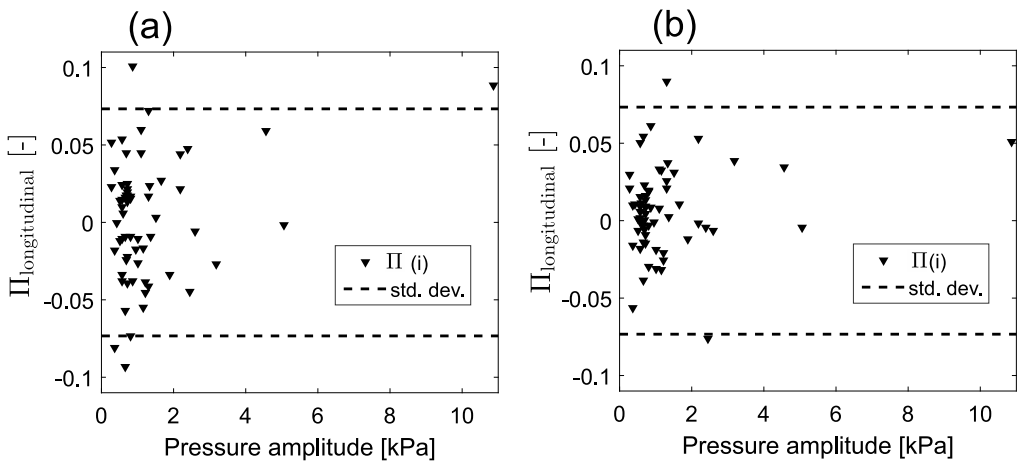 (a)
0.1
0.05
0
-0.05
-0.1
Π longitudinal [-]
0 2 4 6 8 10
Pressure amplitude [kPa]
Π (i)
std. dev.
(b)
0.1
0.05
0
-0.05
-0.1
Π longitudinal [-]
0 2 4 6 8 10
Pressure amplitude [kPa]
Π(i)
std. dev.